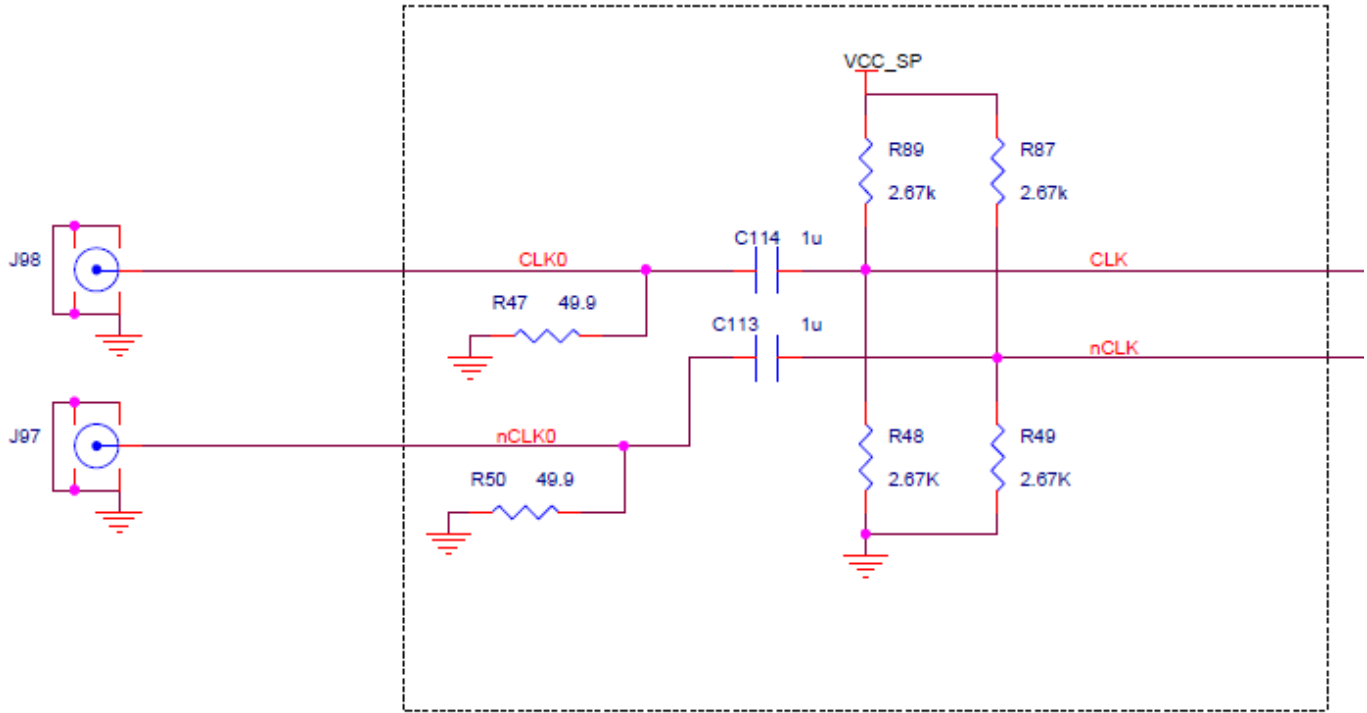 VCC_SP
R89
2.67k
R87
2.67k
J98
CLK0
C114 1u
CLK
R47 49.9
C113 1u
nCLK
J97
nCLK0
R48
2.67K
R49
2.67K
R50 49.9